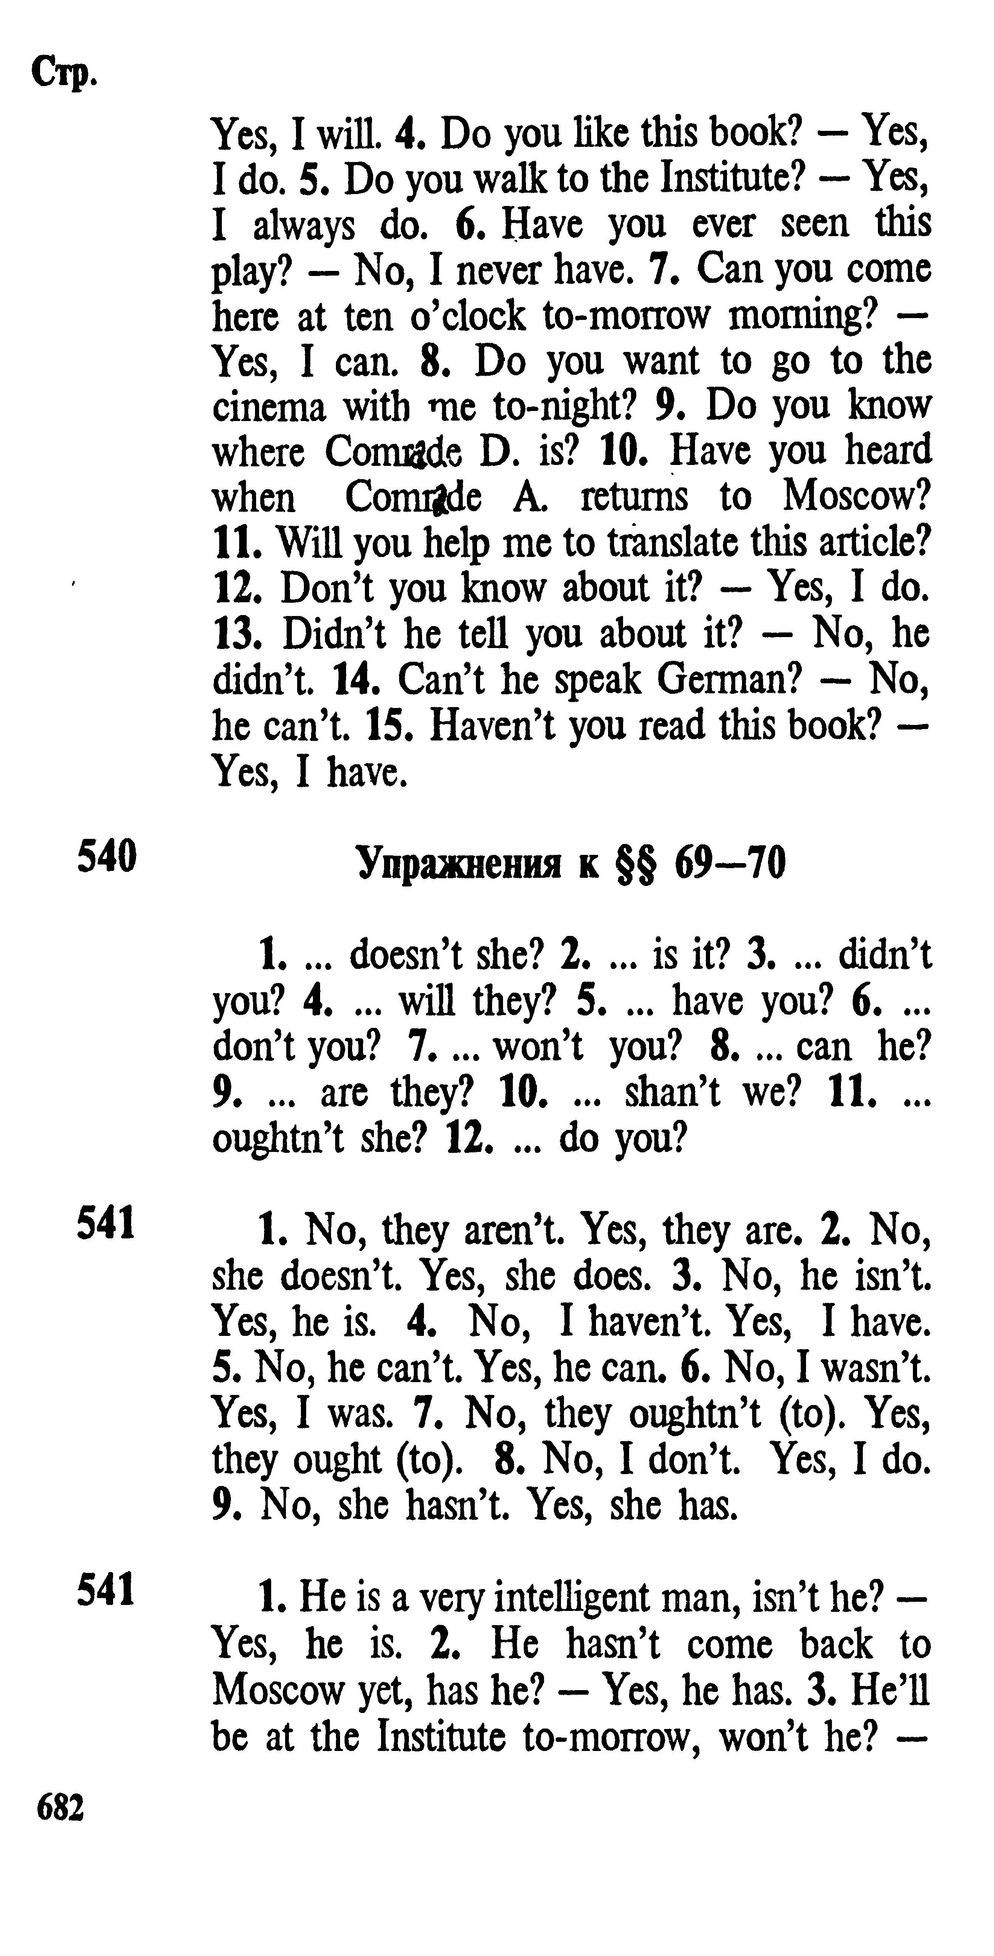 Стр.
Yes, I will. 4. Do you like this book? — Yes,
I do. 5. Do you walk to the Institute? — Yes,
I always do. 6. Have you ever seen this
play? — No, I never have. 7. Can you come
here at ten o’clock to-morrow morning? —
Yes, I can. 8. Do you want to go to the
cinema with me to-night? 9. Do you know
where Comrade D. is? 10. Have you heard
when Comrade A. returns to Moscow?
11. Will you help me to translate this article?
12. Don’t you know about it? — Yes, I do.
13. Didn’t he tell you about it? — No, he
didn’t. 14. Can’t he speak German? — No,
he can’t. 15. Haven’t you read this book? —
Yes, I have.
540 Упражнения к §§ 69—70
1. ... doesn’t she? 2. ... is it? 3. ... didn’t
you? 4. ... will they? 5. ... have you? 6. ...
don’t you? 7. ... won’t you? 8. ... can he?
9. ... are they? 10. ... shan’t we? 11. ...
oughtn’t she? 12. ... do you?
541 1. No, they aren’t. Yes, they are. 2. No,
she doesn’t. Yes, she does. 3. No, he isn’t.
Yes, he is. 4. No, I haven’t. Yes, I have.
5. No, he can’t. Yes, he can. 6. No, I wasn’t.
Yes, I was. 7. No, they oughtn’t (to). Yes,
they ought (to). 8. No, I don’t. Yes, I do.
9. No, she hasn’t. Yes, she has.
541 1. He is a very intelligent man, isn’t he? —
Yes, he is. 2. He hasn’t come back to
Moscow yet, has he? — Yes, he has. 3. He’ll
be at the Institute to-morrow, won’t he? —
682